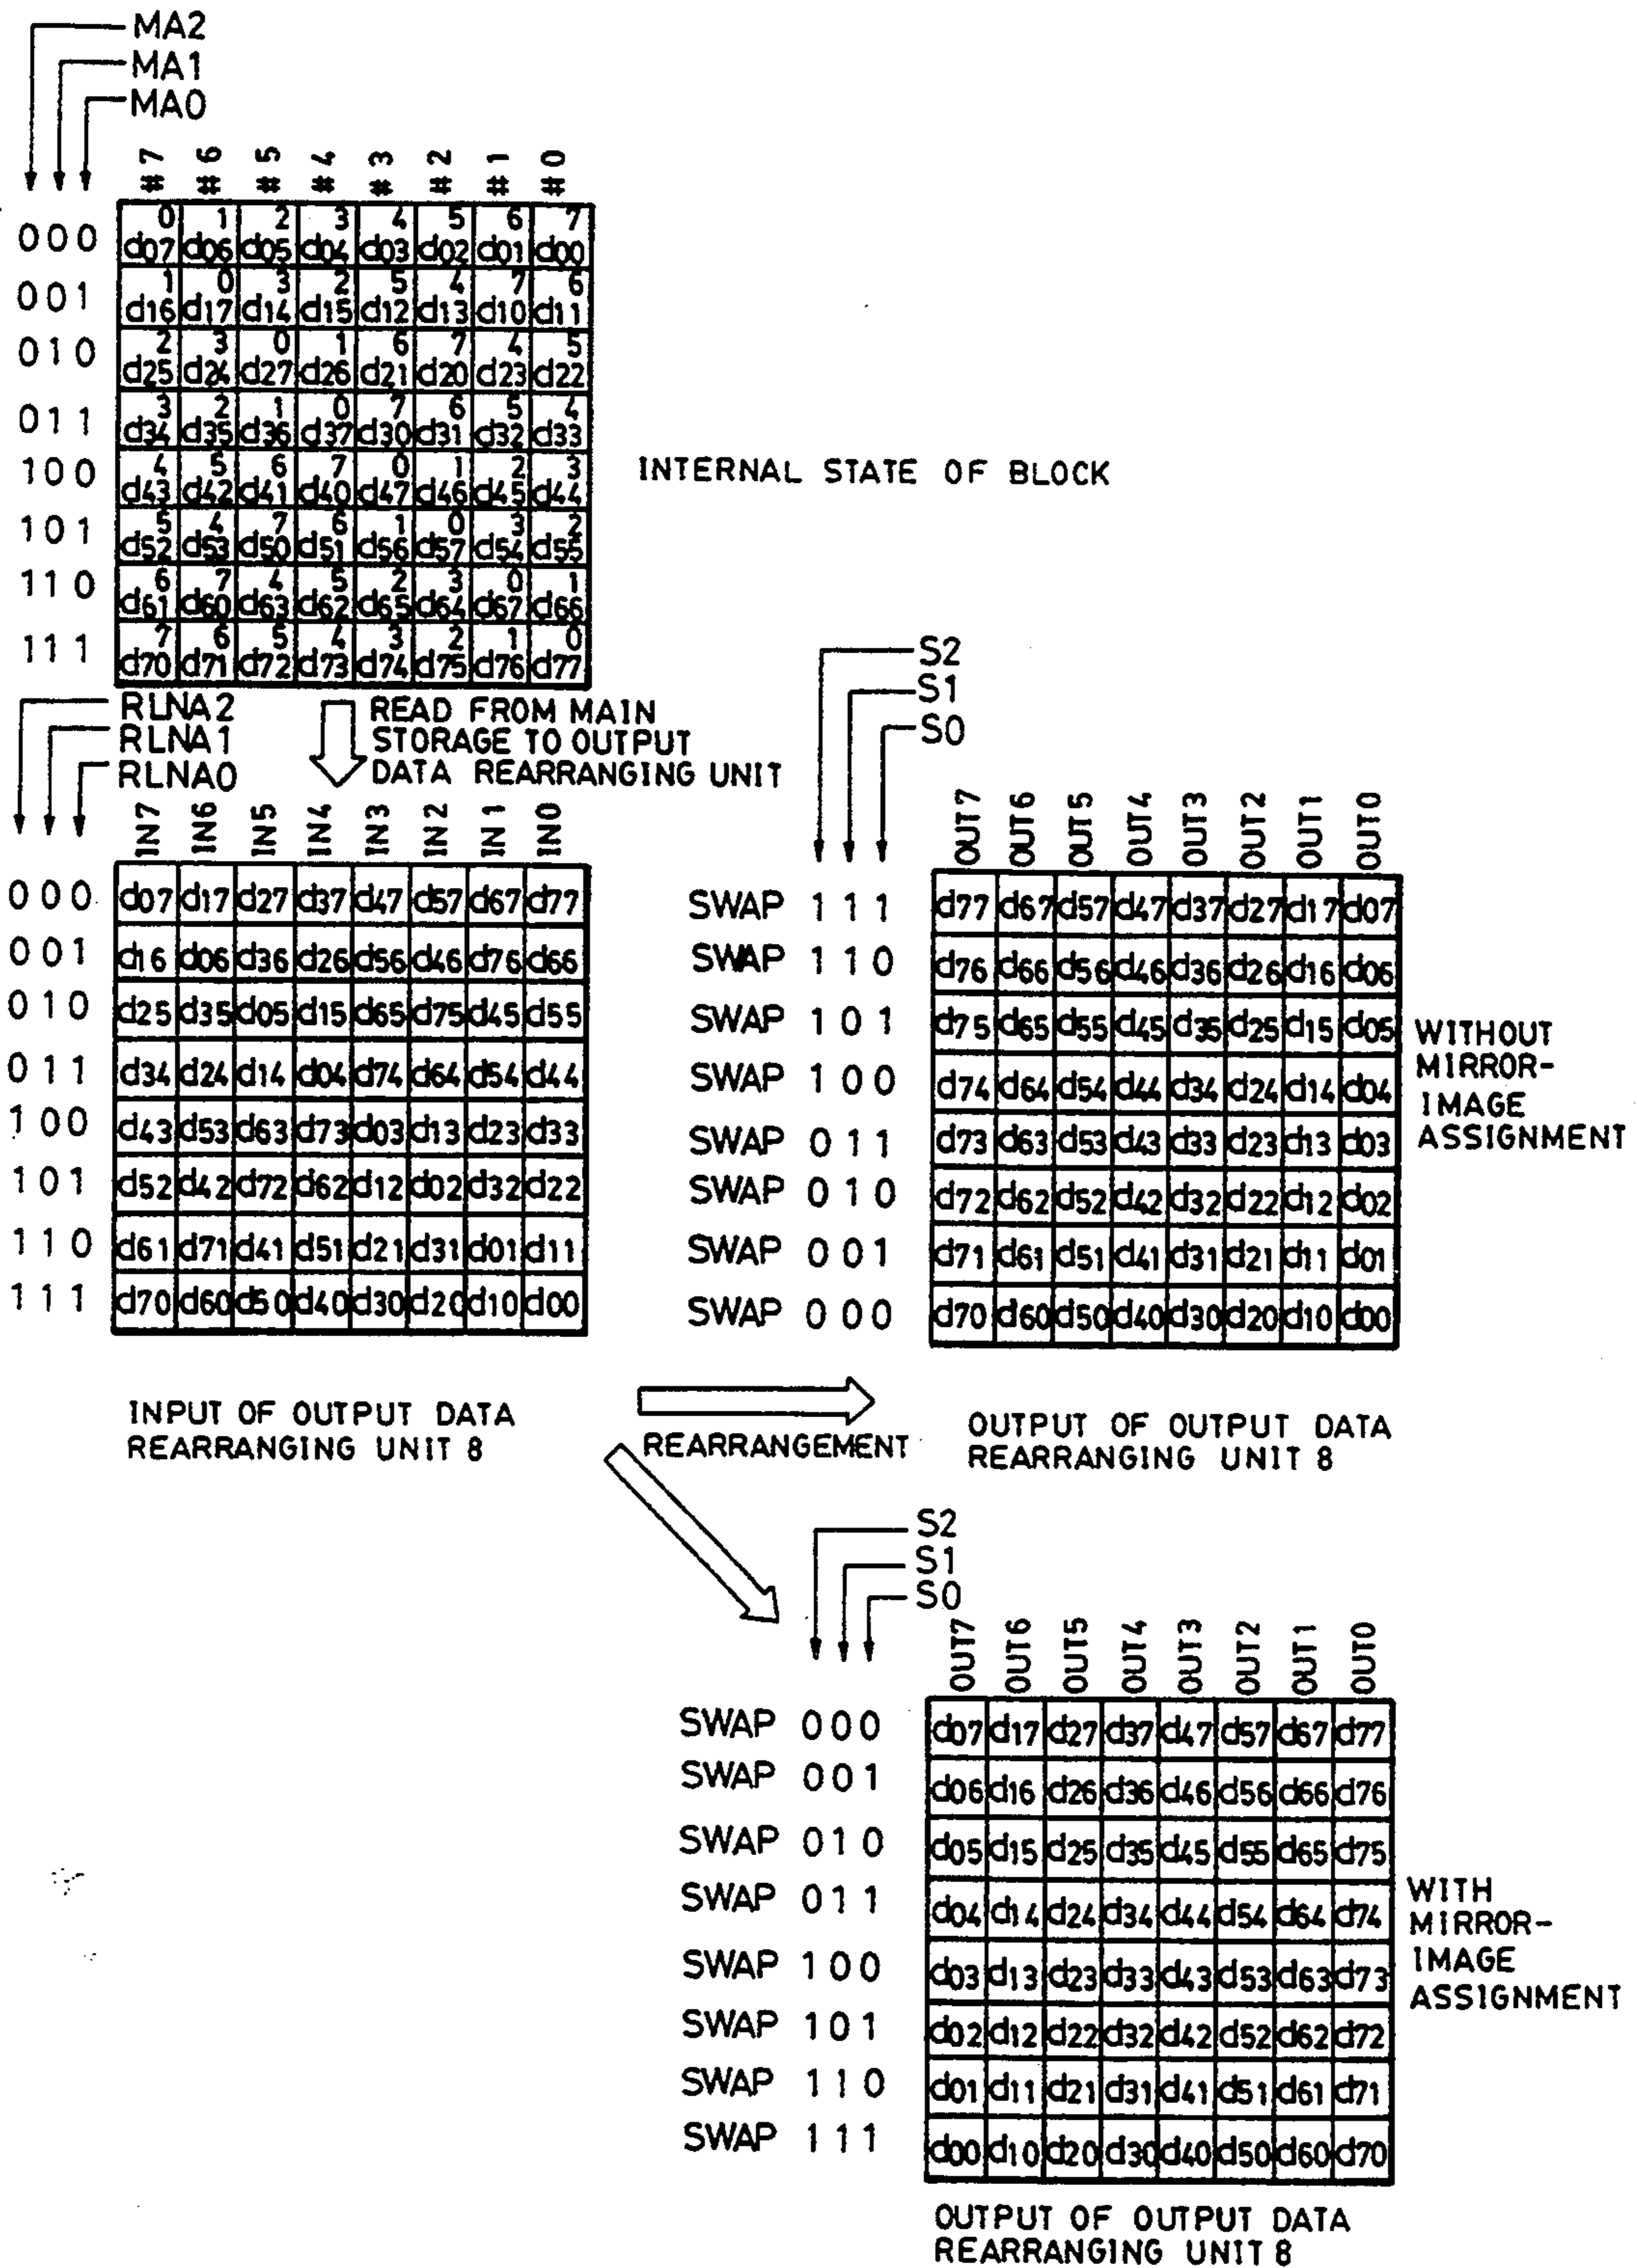 MA2
MA1
MA0
#7 #6 #5 #4 #3 #2 #1 #0
0 1 2 3 4 5 6 7
000 d07 d06 d05 d04 d03 d02 d01 d00
1 0 3 2 5 4 7 6
001 d16 d17 d14 d15 d12 d13 d10 d11
2 3 0 1 6 7 4 5
010 d25 d24 d27 d26 d21 d20 d23 d22
3 2 1 0 7 6 5 4
011 d34 d35 d36 d37 d30 d31 d32 d33
4 5 6 7 0 1 2 3
100 d43 d42 d41 d40 d47 d46 d45 d44
INTERNAL STATE OF BLOCK
5 4 7 6 1 0 3 2
101 d52 d53 d50 d51 d56 d57 d54 d55
6 7 4 5 2 3 0 1
110 d61 d60 d63 d62 d65 d64 d67 d66
7 6 5 4 3 2 1 0
111 d70 d71 d72 d73 d74 d75 d76 d77
RLNA2
RLNA1
RLNA0
READ FROM MAIN
STORAGE TO OUTPUT
DATA REARRANGING UNIT
IN7 IN6 IN5 IN4 IN3 IN2 IN1 IN0
000 d07 d17 d27 d37 d47 d57 d67 d77
001 d16 d06 d36 d26 d56 d46 d76 d66
010 d25 d35 d05 d15 d65 d75 d45 d55
011 d34 d24 d14 d04 d74 d64 d54 d44
100 d43 d53 d63 d73 d03 d13 d23 d33
101 d52 d42 d72 d62 d12 d02 d32 d22
110 d61 d71 d41 d51 d21 d31 d01 d11
111 d70 d60 d50 d40 d30 d20 d10 d00
INPUT OF OUTPUT DATA
REARRANGING UNIT 8
S2
S1
S0
OUT7 OUT6 OUT5 OUT4 OUT3 OUT2 OUT1 OUT0
SWAP 111 d77 d67 d57 d47 d37 d27 d17 d07
SWAP 110 d76 d66 d56 d46 d36 d26 d16 d06
SWAP 101 d75 d65 d55 d45 d35 d25 d15 d05
SWAP 100 d74 d64 d54 d44 d34 d24 d14 d04
SWAP 011 d73 d63 d53 d43 d33 d23 d13 d03
SWAP 010 d72 d62 d52 d42 d32 d22 d12 d02
SWAP 001 d71 d61 d51 d41 d31 d21 d11 d01
SWAP 000 d70 d60 d50 d40 d30 d20 d10 d00
WITHOUT
MIRROR-
IMAGE
ASSIGNMENT
REARRANGEMENT
OUTPUT OF OUTPUT DATA
REARRANGING UNIT 8
S2
S1
S0
OUT7 OUT6 OUT5 OUT4 OUT3 OUT2 OUT1 OUT0
SWAP 000 d07 d17 d27 d37 d47 d57 d67 d77
SWAP 001 d06 d16 d26 d36 d46 d56 d66 d76
SWAP 010 d05 d15 d25 d35 d45 d55 d65 d75
SWAP 011 d04 d14 d24 d34 d44 d54 d64 d74
SWAP 100 d03 d13 d23 d33 d43 d53 d63 d73
SWAP 101 d02 d12 d22 d32 d42 d52 d62 d72
SWAP 110 d01 d11 d21 d31 d41 d51 d61 d71
SWAP 111 d00 d10 d20 d30 d40 d50 d60 d70
WITH
MIRROR-
IMAGE
ASSIGNMENT
OUTPUT OF OUTPUT DATA
REARRANGING UNIT 8